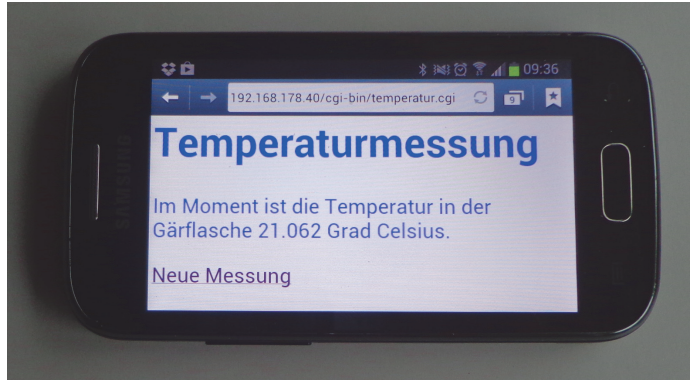 09:36
192.168.178.40/cgi-bin/temperatur.cgi
9
Temperaturmessung
Im Moment ist die Temperatur in der
Gärflasche 21.062 Grad Celsius.
Neue Messung
SAMSUNG